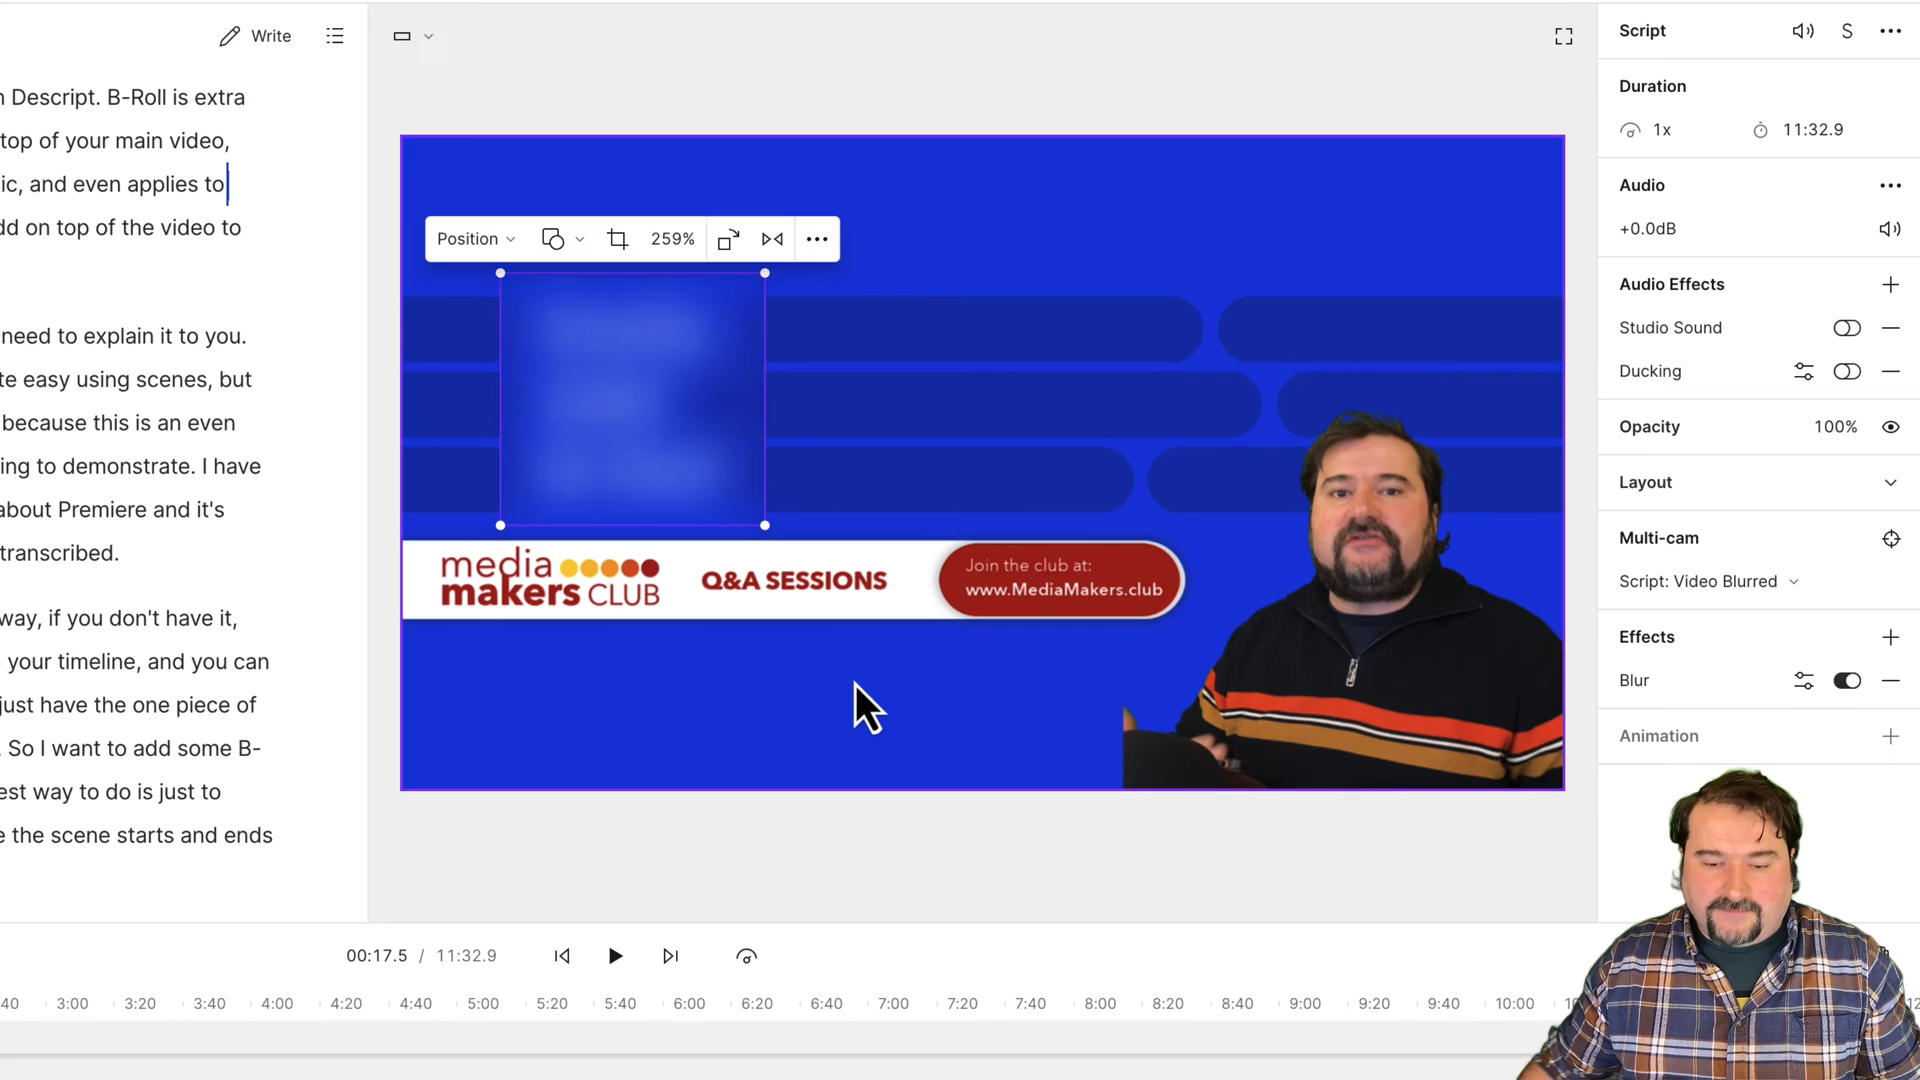 Write
n Descript. B-Roll is extra
top of your main video,
ic, and even applies to
dd on top of the video to
need to explain it to you.
te easy using scenes, but
because this is an even
ing to demonstrate. I have
about Premiere and it's
transcribed.
way, if you don't have it,
your timeline, and you can
just have the one piece of
. So I want to add some B-
est way to do is just to
e the scene starts and ends
Position
259%
media
makers CLUB
Q&A SESSIONS
Join the club at:
www.MediaMakers.club
Script
S
Duration
1x 11:32.9
Audio
+0.0dB
Audio Effects
Studio Sound
Ducking
Opacity 100%
Layout
Multi-cam
Script: Video Blurred
Effects
Blur
Animation
00:17.5 / 11:32.9
40 3:00 3:20 3:40 4:00 4:20 4:40 5:00 5:20 5:40 6:00 6:20 6:40 7:00 7:20 7:40 8:00 8:20 8:40 9:00 9:20 9:40 10:00